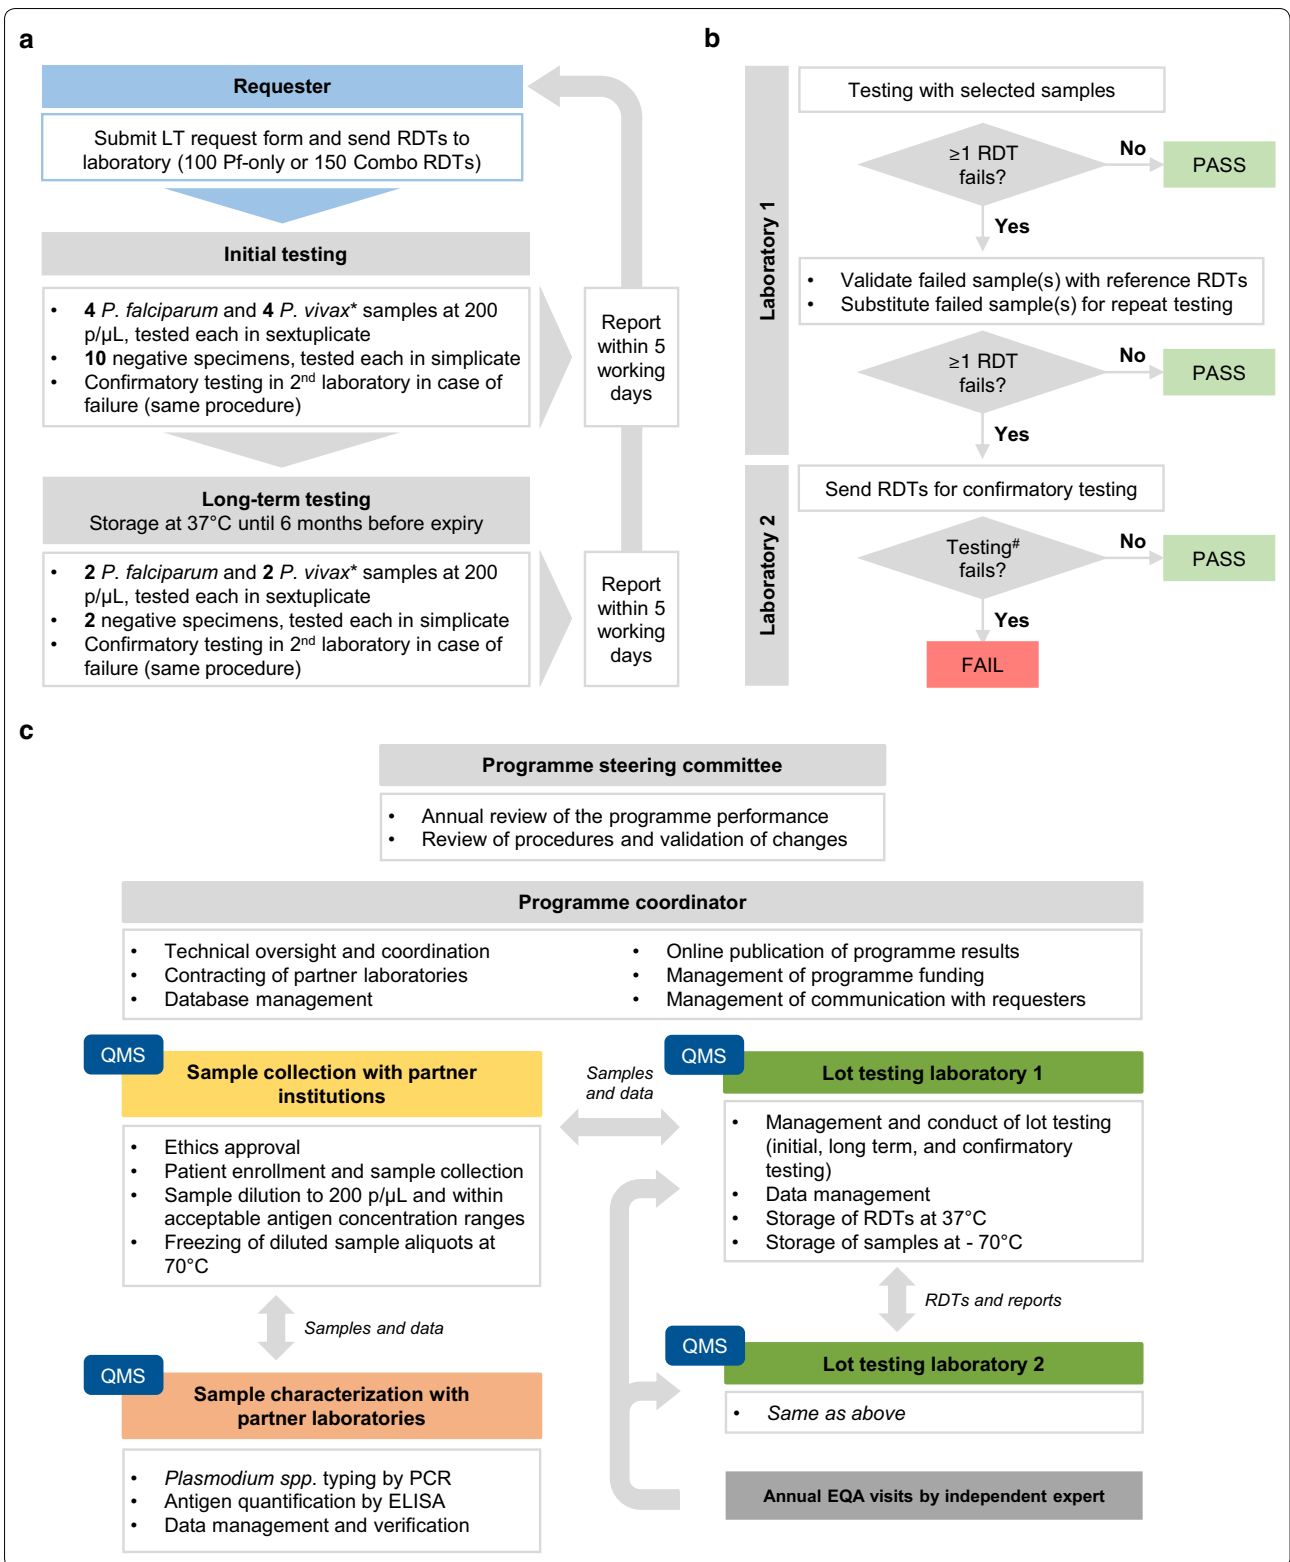 a
Requester
Submit LT request form and send RDTs to
laboratory (100 Pf-only or 150 Combo RDTs)
Initial testing
• 4 P. falciparum and 4 P. vivax* samples at 200
p/µL, tested each in sextuplicate
• 10 negative specimens, tested each in simplicate
• Confirmatory testing in 2nd laboratory in case of
failure (same procedure)
Report
within 5
working
days
Long-term testing
Storage at 37°C until 6 months before expiry
• 2 P. falciparum and 2 P. vivax* samples at 200
p/µL, tested each in sextuplicate
• 2 negative specimens, tested each in simplicate
• Confirmatory testing in 2nd laboratory in case of
failure (same procedure)
Report
within 5
working
days
b
Laboratory 1
Testing with selected samples
≥1 RDT
fails?
No
PASS
Yes
• Validate failed sample(s) with reference RDTs
• Substitute failed sample(s) for repeat testing
≥1 RDT
fails?
No
PASS
Yes
Laboratory 2
Send RDTs for confirmatory testing
Testing#
fails?
No
PASS
Yes
FAIL
c
Programme steering committee
• Annual review of the programme performance
• Review of procedures and validation of changes
Programme coordinator
• Technical oversight and coordination
• Contracting of partner laboratories
• Database management
• Online publication of programme results
• Management of programme funding
• Management of communication with requesters
QMS
Sample collection with partner
institutions
• Ethics approval
• Patient enrollment and sample collection
• Sample dilution to 200 p/µL and within
acceptable antigen concentration ranges
• Freezing of diluted sample aliquots at
70°C
Samples and data
QMS
Sample characterization with
partner laboratories
• Plasmodium spp. typing by PCR
• Antigen quantification by ELISA
• Data management and verification
Samples
and data
QMS
Lot testing laboratory 1
• Management and conduct of lot testing
(initial, long term, and confirmatory
testing)
• Data management
• Storage of RDTs at 37°C
• Storage of samples at - 70°C
RDTs and reports
QMS
Lot testing laboratory 2
• Same as above
Annual EQA visits by independent expert